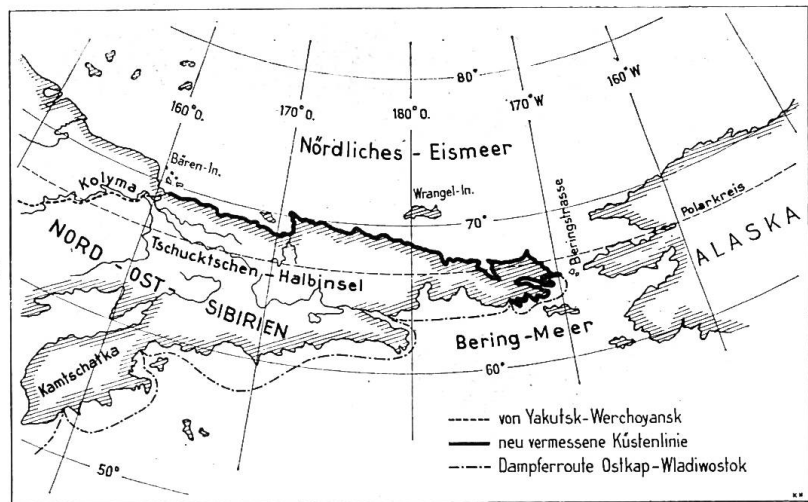 80°
160°W
170°W
180°O.
170°O.
160°O.
Nördliches - Eismeer
Bären-In.
Kolyma
Wrangel-In.
70°
Beringstrasse
Polarkreis
ALASKA
Tschucktschen-Halbinsel
NORD-OST-SIBIRIEN
Bering-Meer
Kamtschatka
60°
50°
von Yakutsk-Werchoyansk
neu vermessene Küstenlinie
Dampferroute Ostkap-Wladiwostok